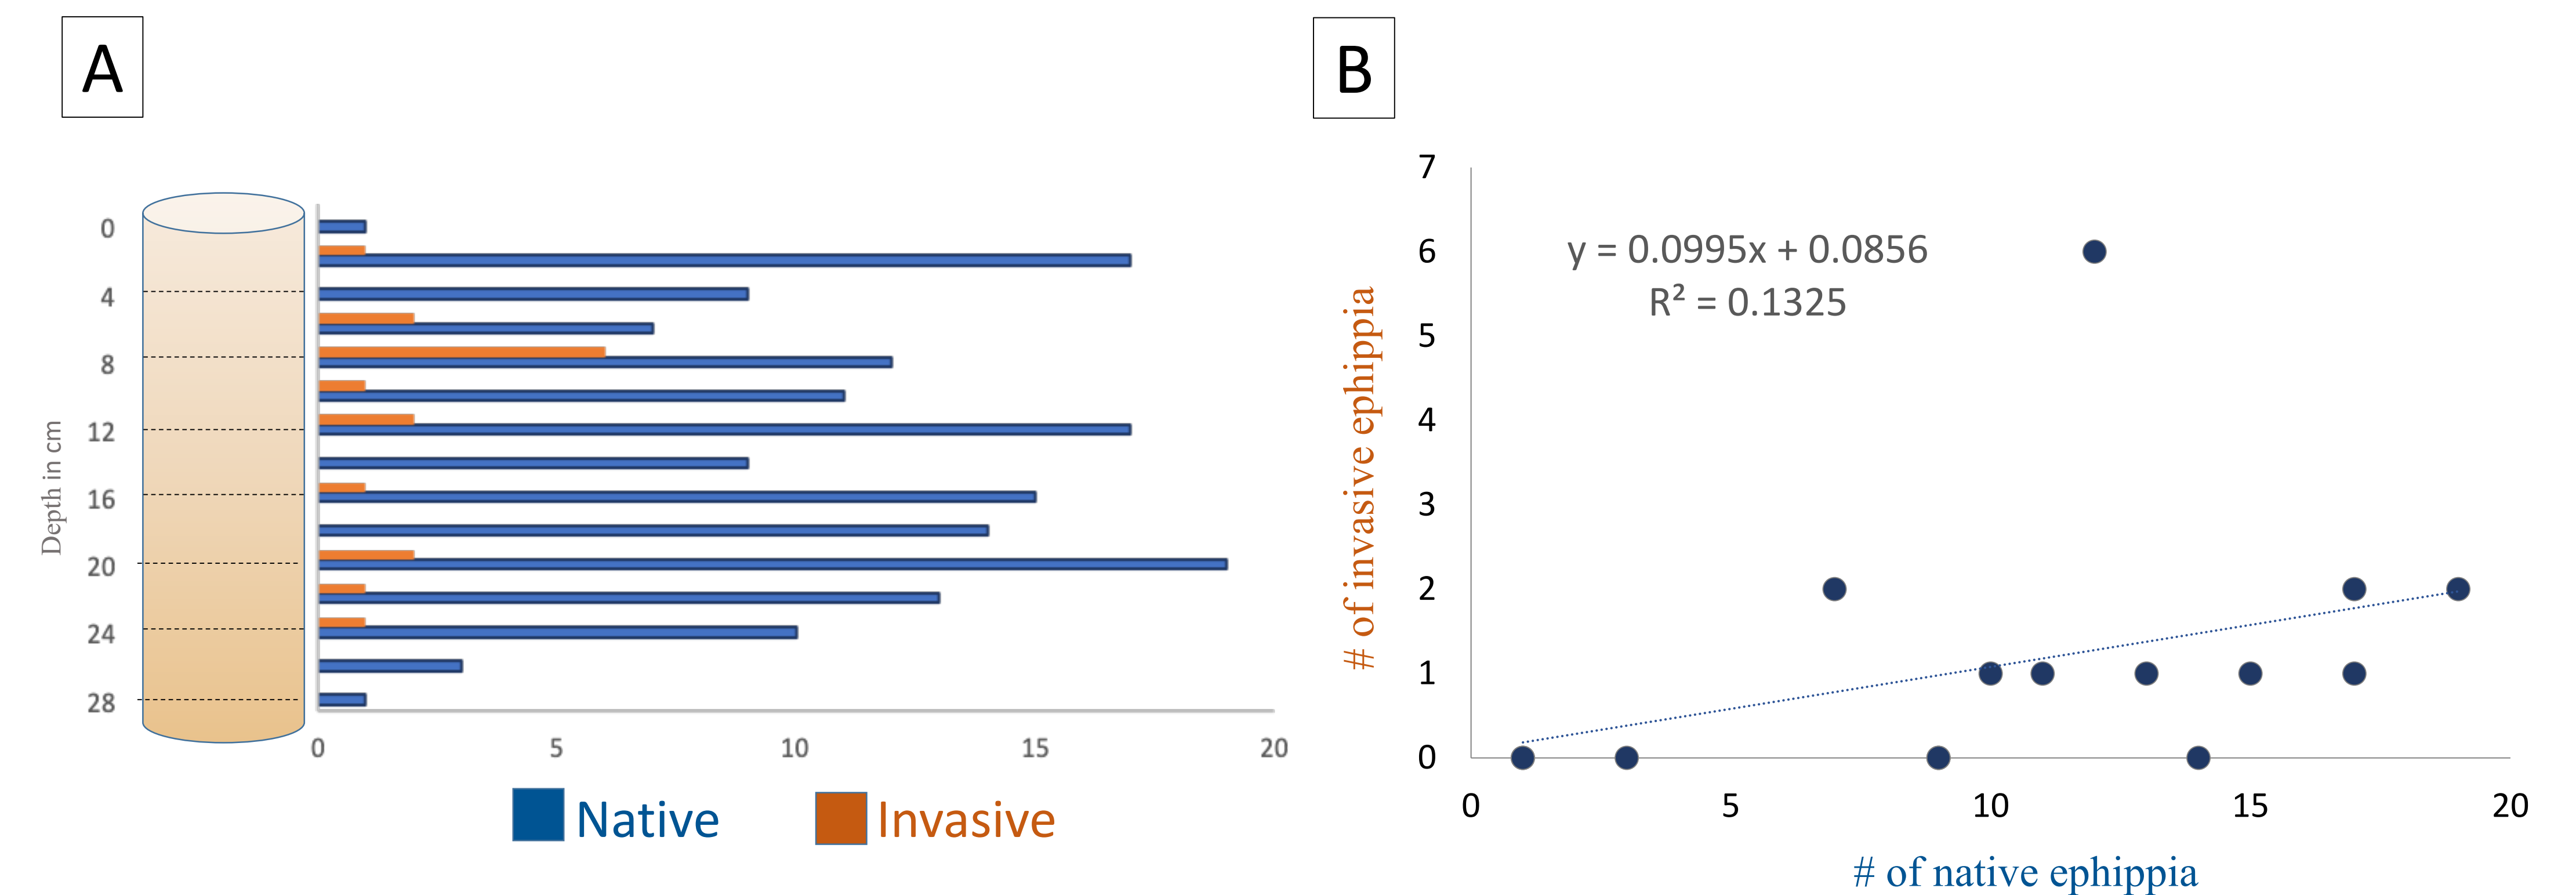 A
0
4
8
12
16
20
24
28
Depth in cm
0 5 10 15 20
Native Invasive
B
7
6
5
4
3
2
1
0
# of invasive ephippia
y = 0.0995x + 0.0856
R² = 0.1325
0 5 10 15 20
# of native ephippia